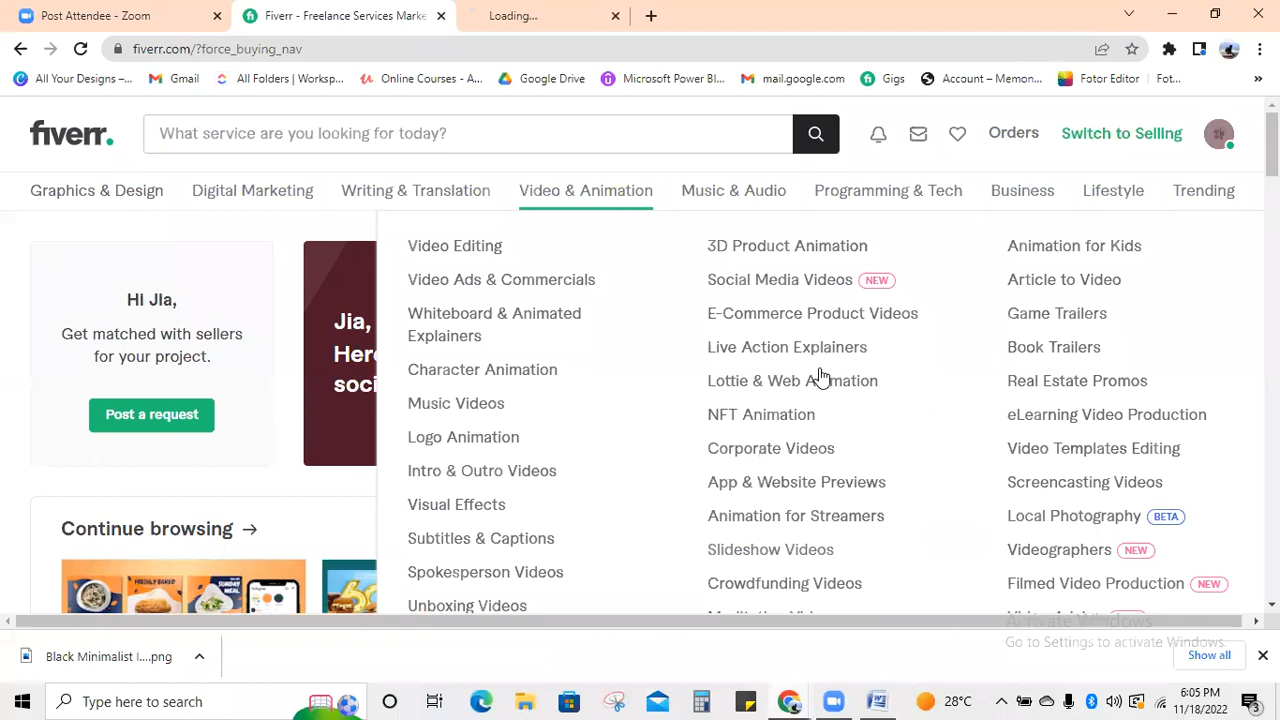 Post Attendee - Zoom
Fiverr - Freelance Services Marke
Loading...
fiverr.com/?force_buying_nav
All Your Designs –...
Gmail
All Folders | Worksp...
Online Courses - A...
Google Drive
Microsoft Power BI...
mail.google.com
Gigs
Account – Memon...
Fotor Editor | Fot...
fiverr.
What service are you looking for today?
Orders
Switch to Selling
Graphics & Design
Digital Marketing
Writing & Translation
Video & Animation
Music & Audio
Programming & Tech
Business
Lifestyle
Trending
Hi JIa,
Get matched with sellers
for your project.
Post a request
Jia,
Here
soci
Continue browsing
Video Editing
Video Ads & Commercials
Whiteboard & Animated
Explainers
Character Animation
Music Videos
Logo Animation
Intro & Outro Videos
Visual Effects
Subtitles & Captions
Spokesperson Videos
Unboxing Videos
3D Product Animation
Social Media Videos NEW
E-Commerce Product Videos
Live Action Explainers
Lottie & Web Animation
NFT Animation
Corporate Videos
App & Website Previews
Animation for Streamers
Slideshow Videos
Crowdfunding Videos
Animation for Kids
Article to Video
Game Trailers
Book Trailers
Real Estate Promos
eLearning Video Production
Video Templates Editing
Screencasting Videos
Local Photography BETA
Videographers NEW
Filmed Video Production NEW
Activate Windows
Go to Settings to activate Windows.
Black Minimalist I....png
Show all
Type here to search
28°C
6:05 PM
11/18/2022
3